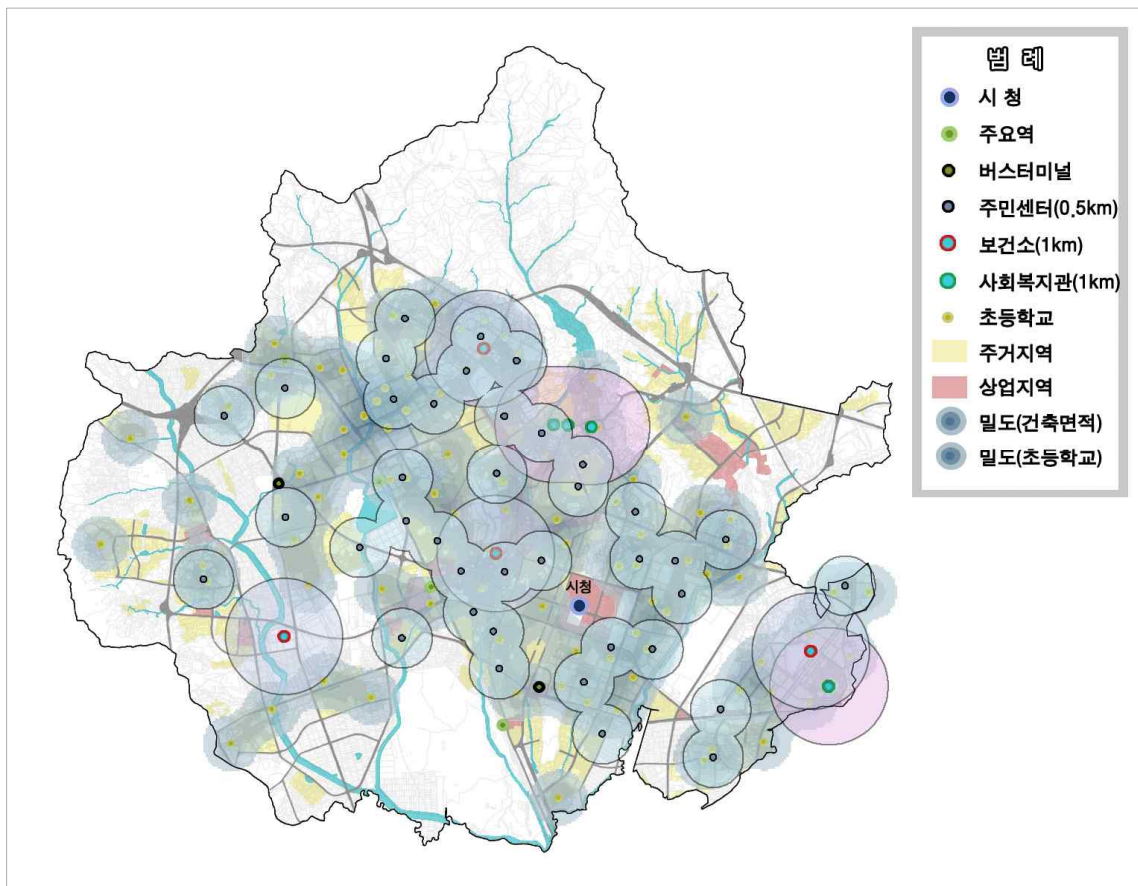 범 례
시 청
주요역
버스터미널
주민센터(0.5km)
보건소(1km)
사회복지관(1km)
초등학교
주거지역
상업지역
밀도(건축면적)
밀도(초등학교)
시청